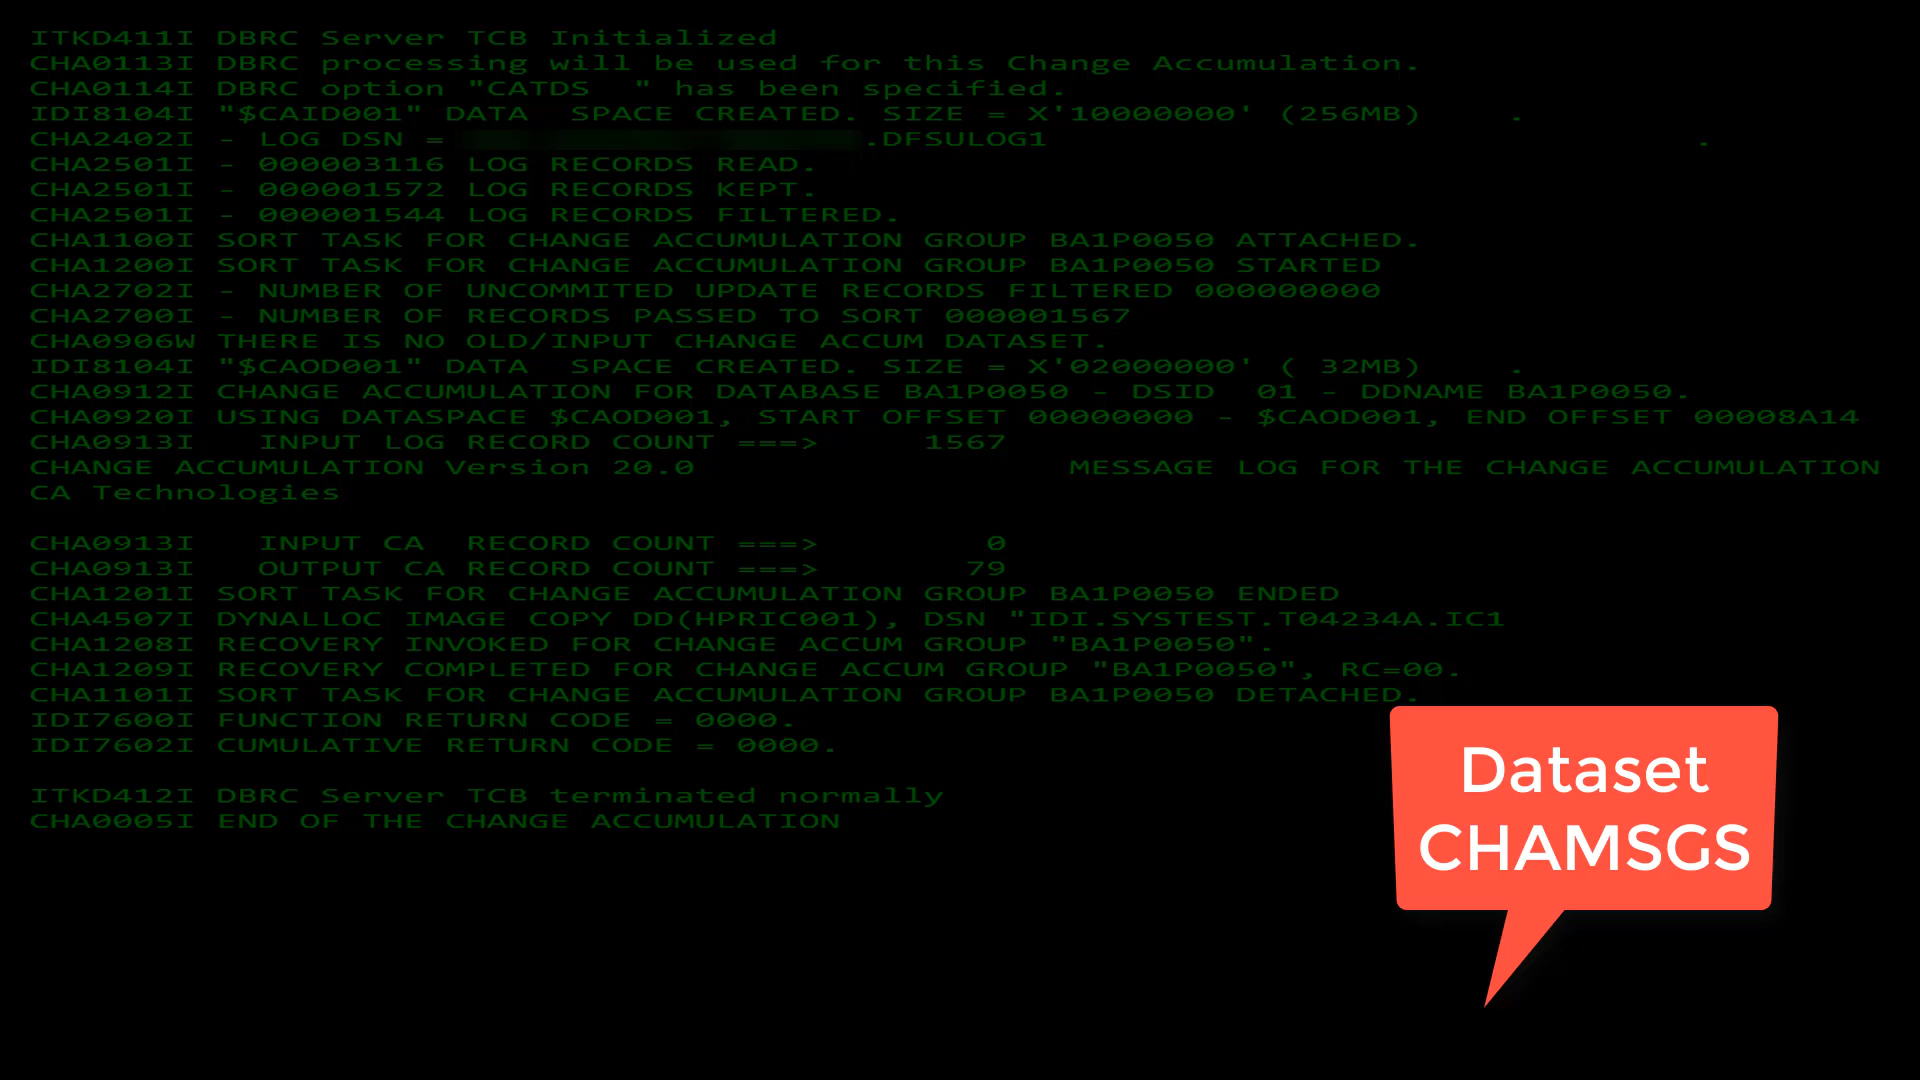 ITKD411I DBRC Server TCB Initialized
CHA0113I DBRC processing will be used for this Change Accumulation.
CHA0114I DBRC option "CATDS  " has been specified.
IDI8104I "$CAID001" DATA  SPACE CREATED. SIZE = X'10000000' (256MB)    .
CHA2402I - LOG DSN = .DFSULOG1 .
CHA2501I - 000003116 LOG RECORDS READ.
CHA2501I - 000001572 LOG RECORDS KEPT.
CHA2501I - 000001544 LOG RECORDS FILTERED.
CHA1100I SORT TASK FOR CHANGE ACCUMULATION GROUP BA1P0050 ATTACHED.
CHA1200I SORT TASK FOR CHANGE ACCUMULATION GROUP BA1P0050 STARTED
CHA2702I - NUMBER OF UNCOMMITED UPDATE RECORDS FILTERED 000000000
CHA2700I - NUMBER OF RECORDS PASSED TO SORT 000001567
CHA0906W THERE IS NO OLD/INPUT CHANGE ACCUM DATASET.
IDI8104I "$CAOD001" DATA  SPACE CREATED. SIZE = X'02000000' ( 32MB)    .
CHA0912I CHANGE ACCUMULATION FOR DATABASE BA1P0050 - DSID  01 - DDNAME BA1P0050.
CHA0920I USING DATASPACE $CAOD001, START OFFSET 00000000 - $CAOD001, END OFFSET 00008A14
CHA0913I   INPUT LOG RECORD COUNT ===>     1567
CHANGE ACCUMULATION Version 20.0                  MESSAGE LOG FOR THE CHANGE ACCUMULATION
CA Technologies
CHA0913I   INPUT CA  RECORD COUNT ===>        0
CHA0913I   OUTPUT CA RECORD COUNT ===>       79
CHA1201I SORT TASK FOR CHANGE ACCUMULATION GROUP BA1P0050 ENDED
CHA4507I DYNALLOC IMAGE COPY DD(HPRIC001), DSN "IDI.SYSTEST.T04234A.IC1
CHA1208I RECOVERY INVOKED FOR CHANGE ACCUM GROUP "BA1P0050".
CHA1209I RECOVERY COMPLETED FOR CHANGE ACCUM GROUP "BA1P0050", RC=00.
CHA1101I SORT TASK FOR CHANGE ACCUMULATION GROUP BA1P0050 DETACHED.
IDI7600I FUNCTION RETURN CODE = 0000.
IDI7602I CUMULATIVE RETURN CODE = 0000.
ITKD412I DBRC Server TCB terminated normally
CHA0005I END OF THE CHANGE ACCUMULATION
Dataset
CHAMSGS